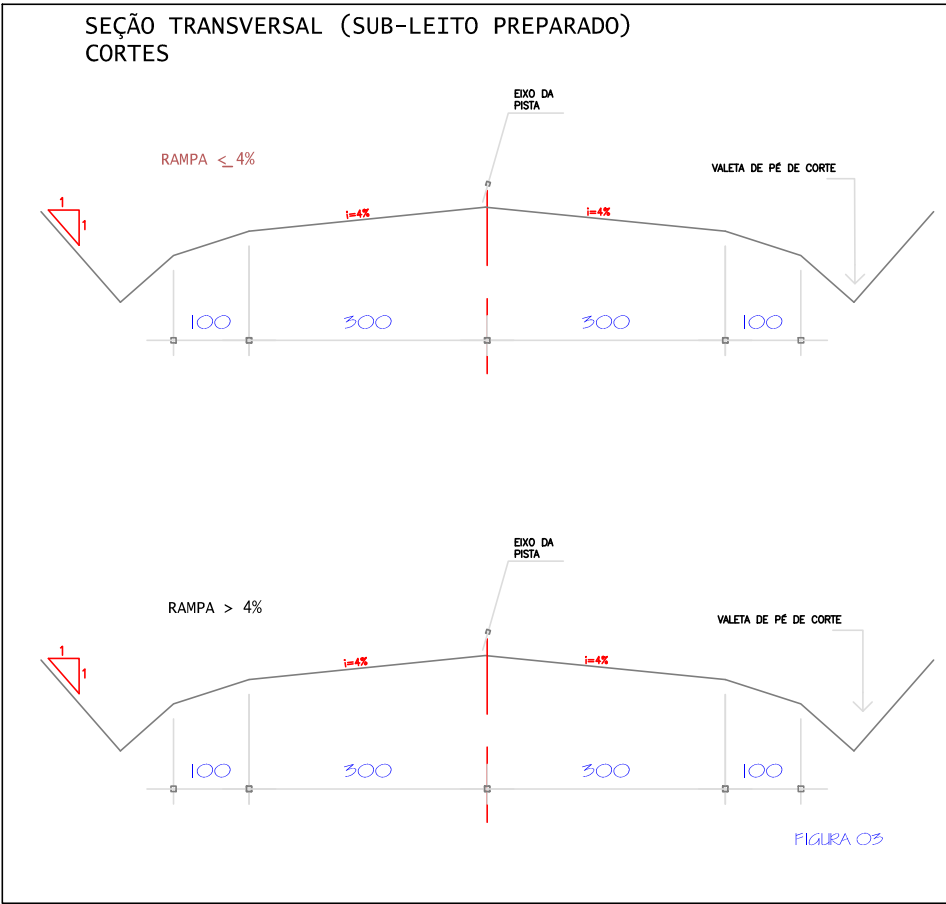 SEÇÃO TRANSVERSAL (SUB-LEITO PREPARADO)
CORTES
EIXO DA
PISTA
RAMPA ≤ 4%
VALETA DE PÉ DE CORTE
1
1
i=4%
i=4%
100
300
300
100
EIXO DA
PISTA
RAMPA > 4%
VALETA DE PÉ DE CORTE
1
1
i=4%
i=4%
100
300
300
100
FIGURA 03